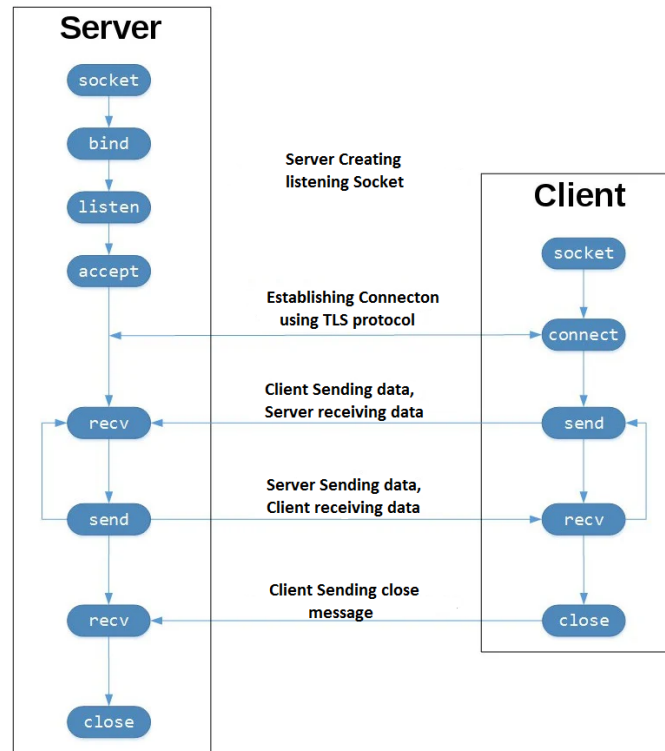 Server
socket
bind
listen
accept
recv
send
recv
close
Server Creating
listening Socket
Establishing Connecton
using TLS protocol
Client Sending data,
Server receiving data
Server Sending data,
Client receiving data
Client Sending close
message
Client
socket
connect
send
recv
close